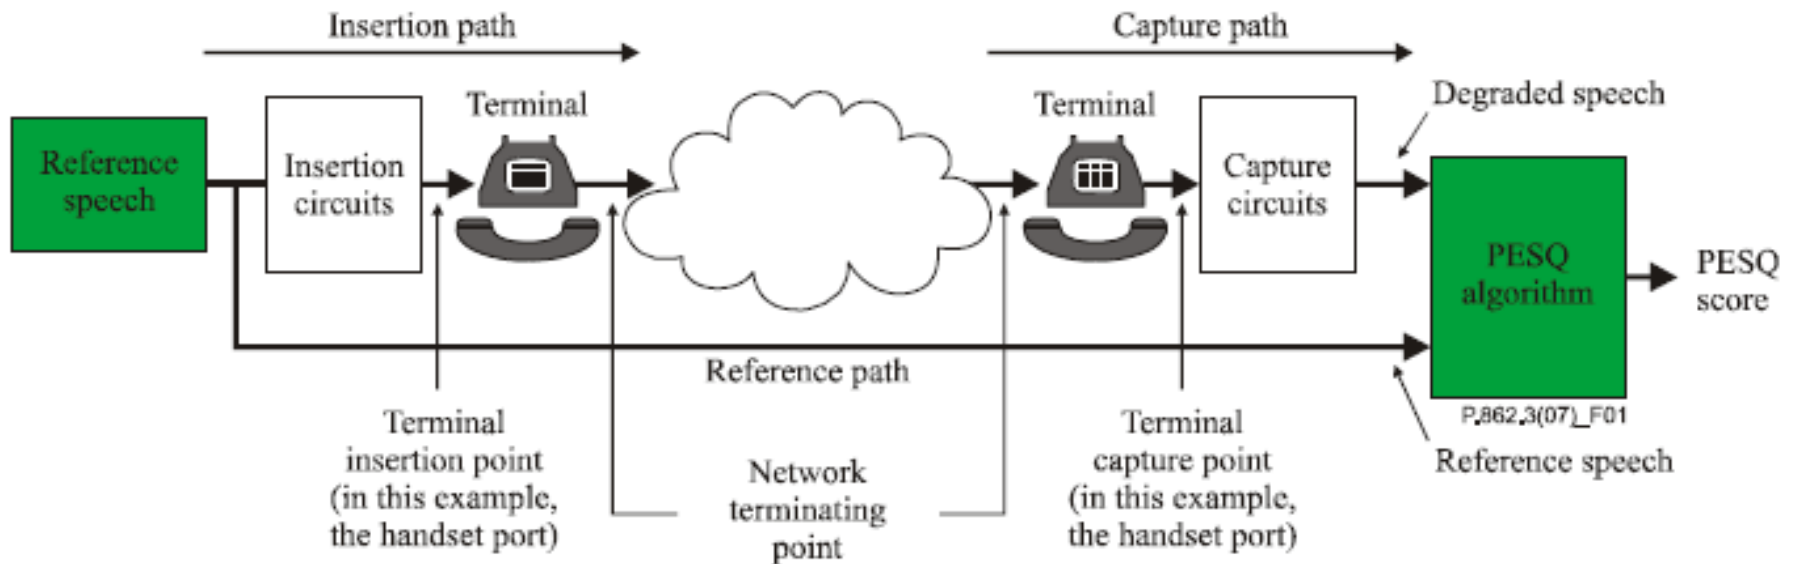 Insertion path
Capture path
Terminal
Terminal
Degraded speech
Reference
speech
Insertion
circuits
Capture
circuits
PESQ
algorithm
PESQ
score
Reference path
P.862.3(07)_F01
Terminal
insertion point
(in this example,
the handset port)
Network
terminating
point
Terminal
capture point
(in this example,
the handset port)
Reference speech